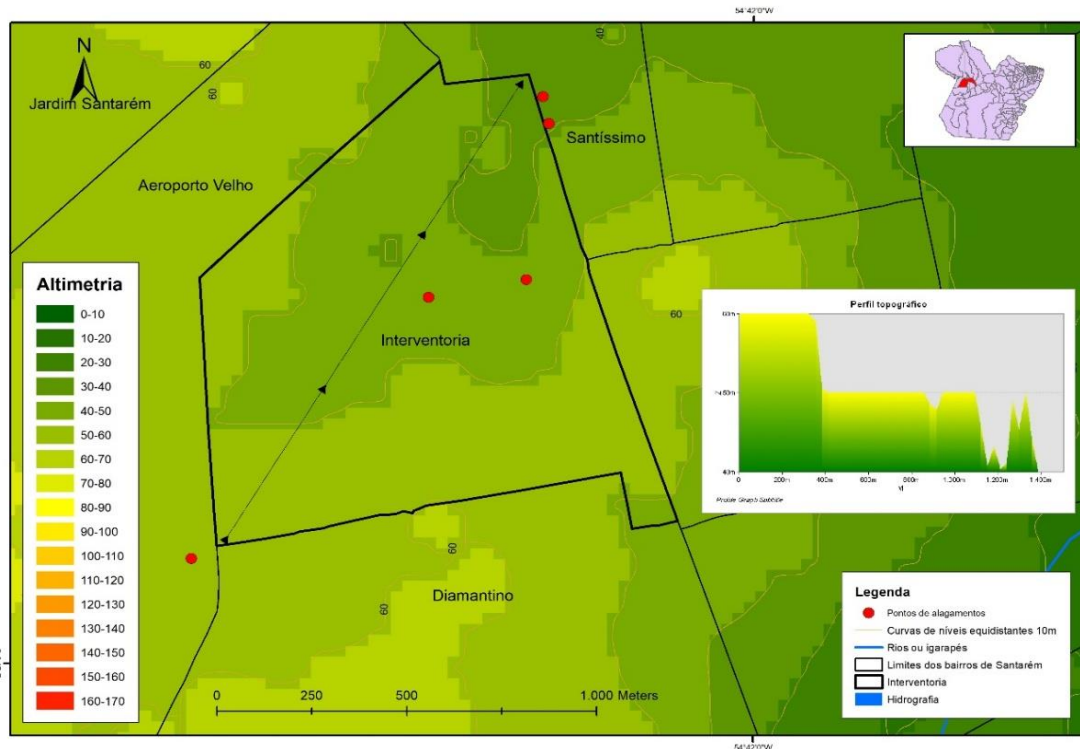 54°42'0"W
N
Jardim Santarém
60
60
40
Santíssimo
Aeroporto Velho
Altimetria
0-10
10-20
20-30
30-40
40-50
50-60
60-70
70-80
80-90
90-100
100-110
110-120
120-130
130-140
140-150
150-160
160-170
Interventoria
60
Perfil topográfico
0m
200m
400m
600m
800m
1.000m
1.200m
1.400m
Profile Graph Subtitle
60
60
Diamantino
0
250
500
1.000 Meters
Legenda
Pontos de alagamentos
Curvas de níveis equidistantes 10m
Rios ou igarapés
Limites dos bairros de Santarém
Interventoria
Hidrografia
54°42'0"W